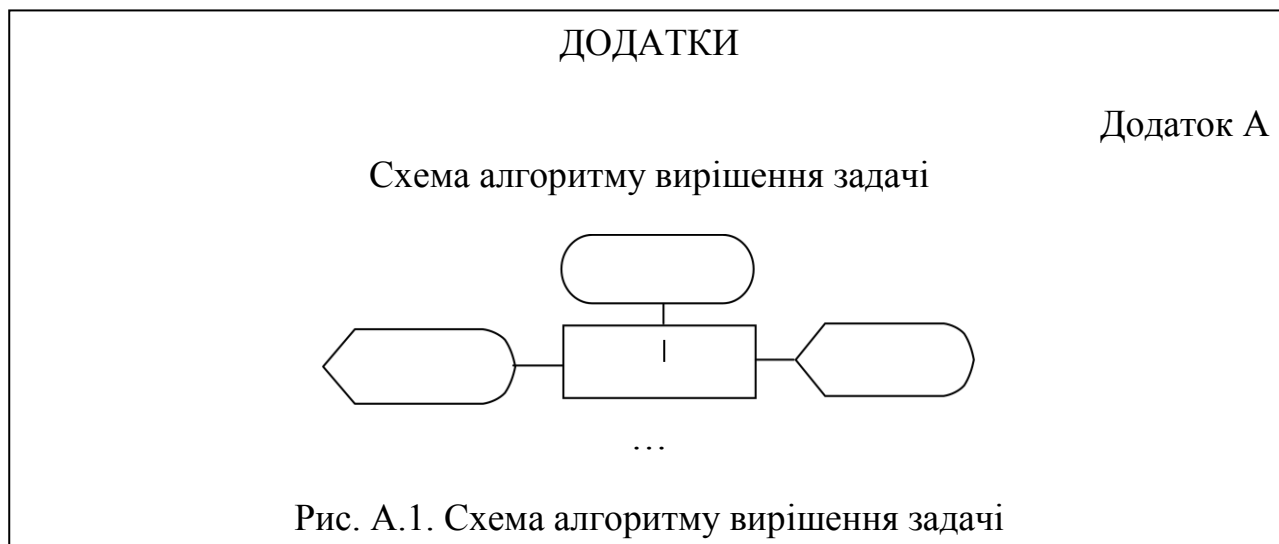 ДОДАТКИ
Додаток А
Схема алгоритму вирішення задачі
…
Рис. А.1. Схема алгоритму вирішення задачі